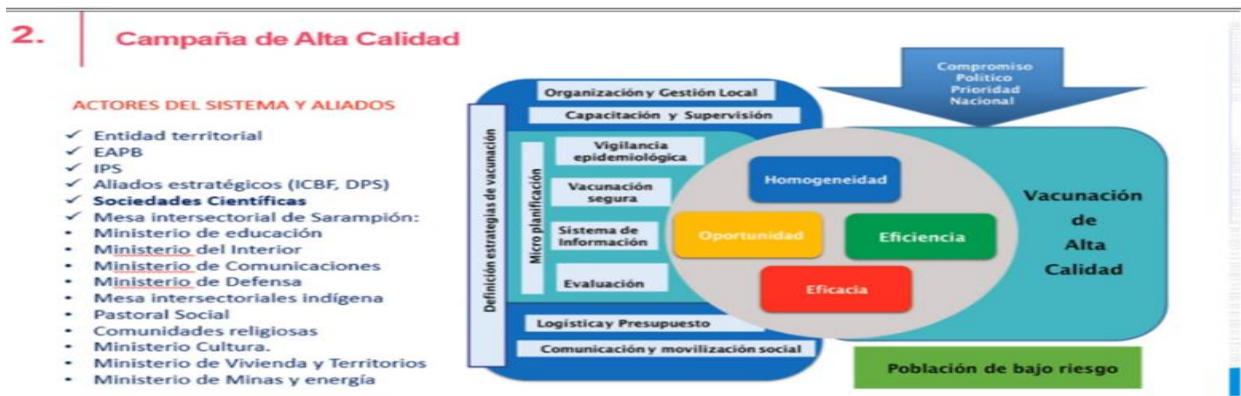 2.
Campaña de Alta Calidad
ACTORES DEL SISTEMA Y ALIADOS
✓ Entidad territorial
✓ EAPB
✓ IPS
✓ Aliados estratégicos (ICBF, DPS)
✓ Sociedades Científicas
✓ Mesa intersectorial de Sarampión:
• Ministerio de educación
• Ministerio del Interior
• Ministerio de Comunicaciones
• Ministerio de Defensa
• Mesa intersectoriales indígena
• Pastoral Social
• Comunidades religiosas
• Ministerio Cultura.
• Ministerio de Vivienda y Territorios
• Ministerio de Minas y energía
Definición estrategias de vacunación
Organización y Gestión Local
Capacitación y Supervisión
Micro planificación
Vigilancia
epidemiológica
Vacunación
segura
Sistema de
Información
Evaluación
Logística y Presupuesto
Comunicación y movilización social
Homogeneidad
Oportunidad
Eficiencia
Eficacia
Compromiso
Político
Prioridad
Nacional
Vacunación
de
Alta
Calidad
Población de bajo riesgo